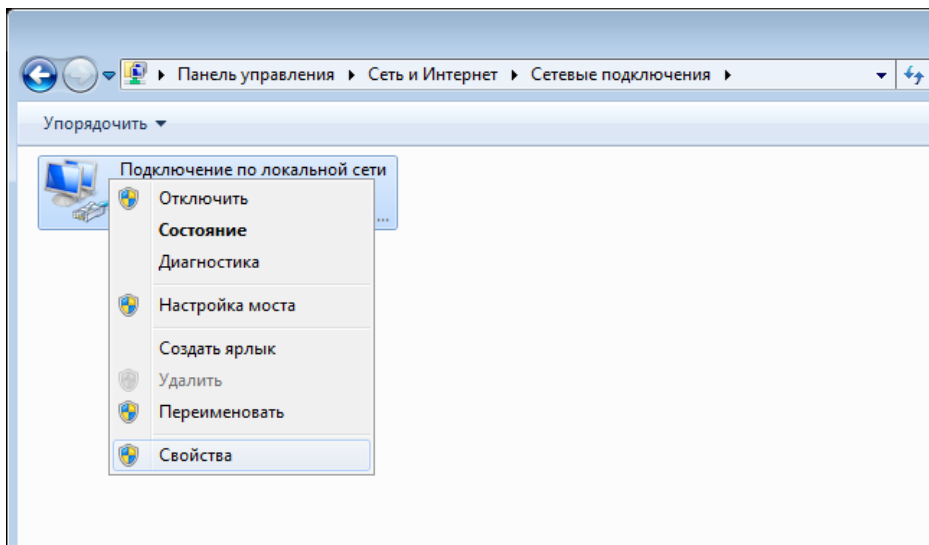 Панель управления Сеть и Интернет Сетевые подключения
Упорядочить
Подключение по локальной сети
...
Отключить
Состояние
Диагностика
Настройка моста
Создать ярлык
Удалить
Переименовать
Свойства